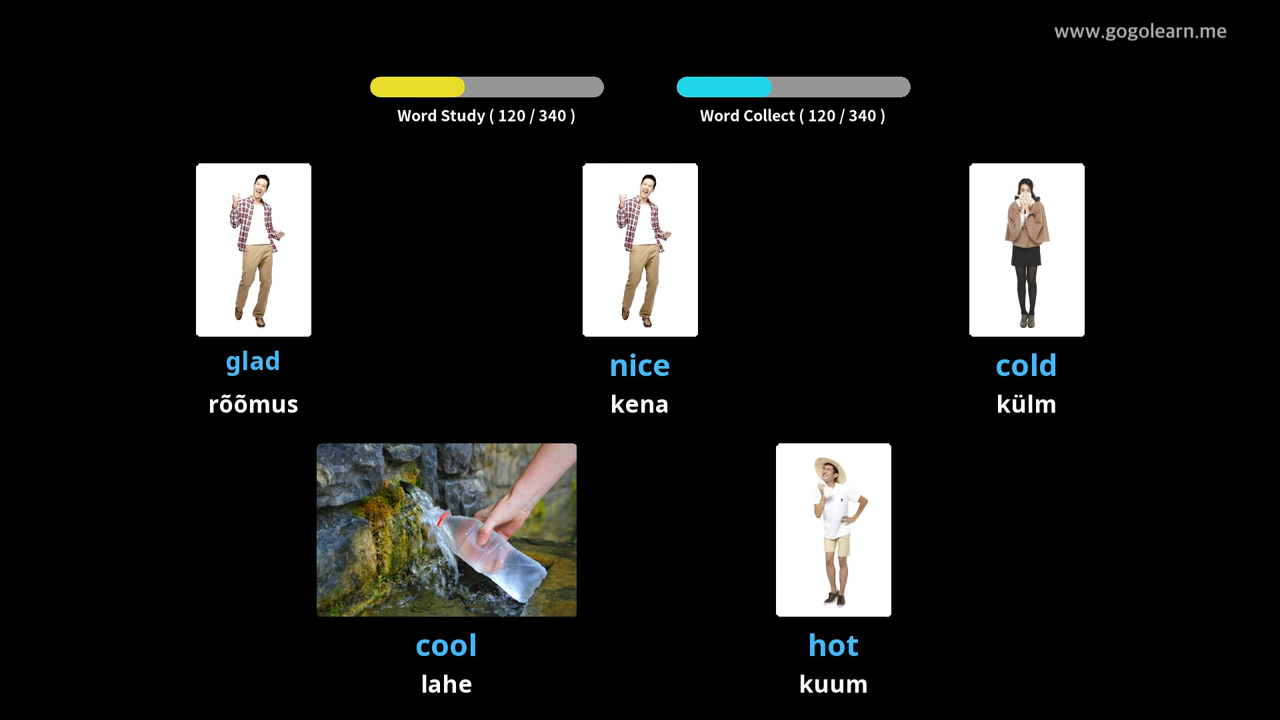 www.gogolearn.me
Word Study ( 120 / 340 )
Word Collect ( 120 / 340 )
glad
rõõmus
nice
kena
cold
külm
cool
lahe
hot
kuum